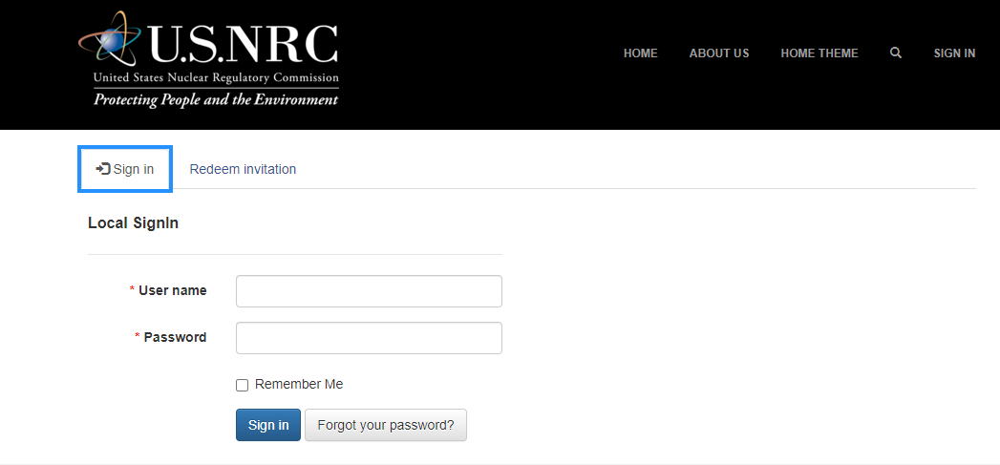 U.S.NRC
United States Nuclear Regulatory Commission
Protecting People and the Environment
HOME ABOUT US HOME THEME SIGN IN
Sign in Redeem invitation
Local SignIn
* User name
* Password
Remember Me
Sign in Forgot your password?